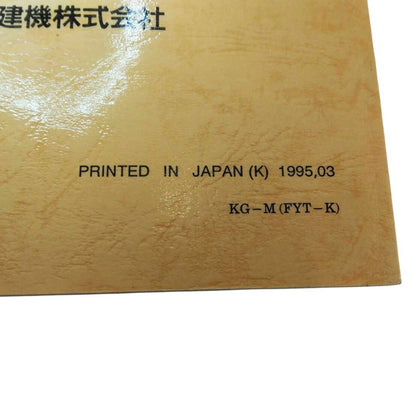 建機株式会社
PRINTED IN JAPAN (K) 1995,03
KG-M (FYT-K)